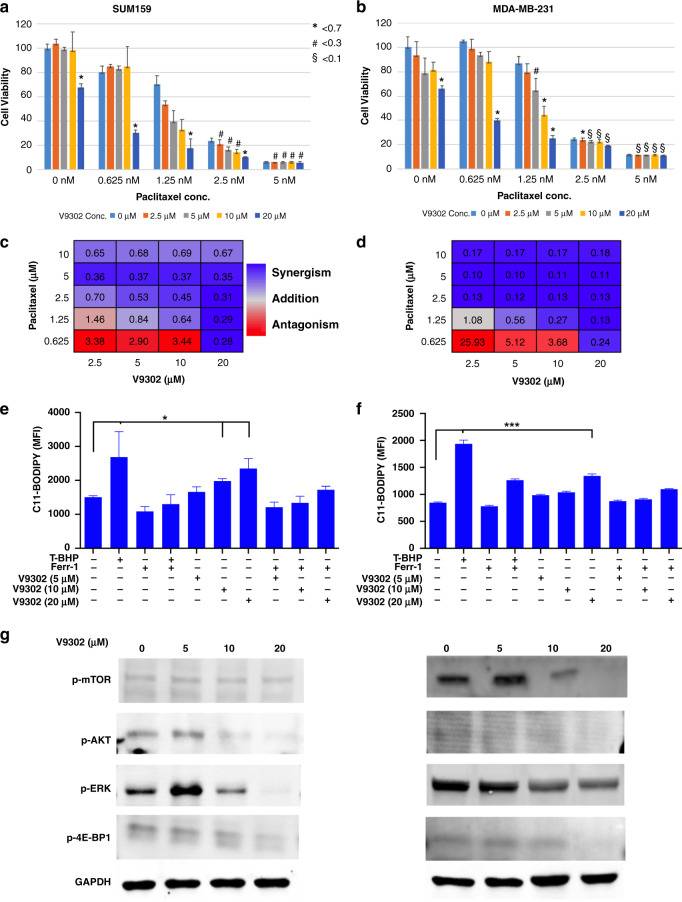 a
SUM159
120
100
80
60
40
20
0
Cell Viability
* <0.7
# <0.3
§ <0.1
*
*
*
# # # *
# # # #
0 nM 0.625 nM 1.25 nM 2.5 nM 5 nM
Paclitaxel conc.
V9302 Conc. 0 µM 2.5 µM 5 µM 10 µM 20 µM
b
MDA-MB-231
120
100
80
60
40
20
0
Cell Viability
*
*
# * *
* § § §
§ § § §
0 nM 0.625 nM 1.25 nM 2.5 nM 5 nM
Paclitaxel conc.
V9302 Conc. 0 µM 2.5 µM 5 µM 10 µM 20 µM
c
Paclitaxel (µM)
10 0.65 0.68 0.69 0.67
5 0.36 0.37 0.37 0.35
2.5 0.70 0.53 0.45 0.31
1.25 1.46 0.84 0.64 0.29
0.625 3.38 2.90 3.44 0.28
2.5 5 10 20
V9302 (µM)
Synergism
Addition
Antagonism
d
Paclitaxel (µM)
10 0.17 0.17 0.17 0.18
5 0.10 0.10 0.11 0.11
2.5 0.13 0.12 0.13 0.13
1.25 1.08 0.56 0.27 0.13
0.625 25.93 5.12 3.68 0.24
2.5 5 10 20
V9302 (µM)
e
4000
3000
2000
1000
0
C11-BODIPY (MFI)
*
T-BHP − + − + − − − − − −
Ferr-1 − − + + − − − + + +
V9302 (5 µM) − − − − + − − + − −
V9302 (10 µM) − − − − − + − − + −
V9302 (20 µM) − − − − − − + − − +
f
2500
2000
1500
1000
500
0
C11-BODIPY (MFI)
***
T-BHP − + − + − − − − − −
Ferr-1 − − + + − − − + + +
V9302 (5 µM) − − − − + − − + − −
V9302 (10 µM) − − − − − + − − + −
V9302 (20 µM) − − − − − − + − − +
g
V9302 (µM) 0 5 10 20 0 5 10 20
p-mTOR
p-AKT
p-ERK
p-4E-BP1
GAPDH